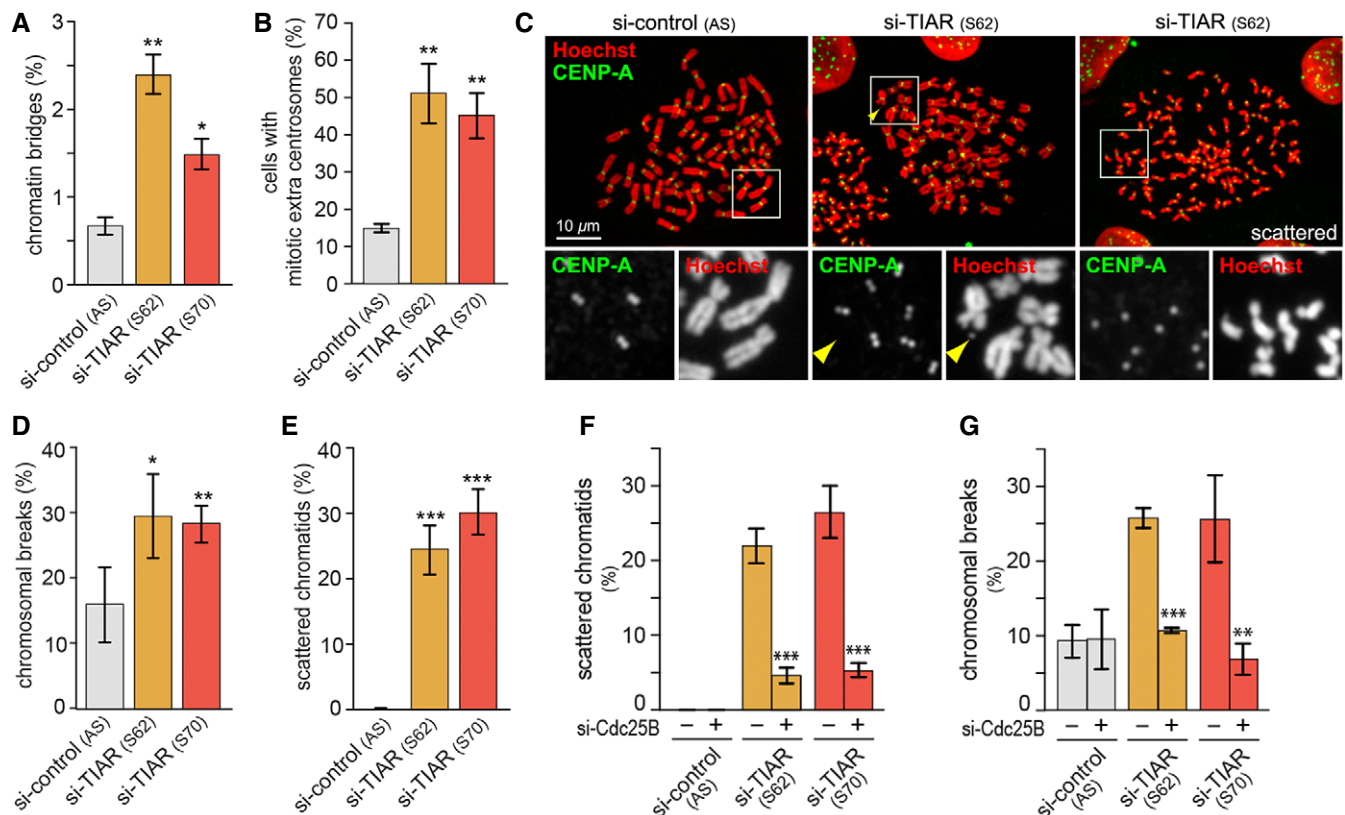 A
chromatin bridges (%)
3
2
1
0
**
*
si-control (AS)
si-TIAR (S62)
si-TIAR (S70)
B
cells with
mitotic extra centrosomes (%)
70
60
50
40
30
20
10
0
**
**
si-control (AS)
si-TIAR (S62)
si-TIAR (S70)
C
si-control (AS)
si-TIAR (S62)
si-TIAR (S62)
Hoechst
CENP-A
10 µm
scattered
CENP-A
Hoechst
CENP-A
Hoechst
CENP-A
Hoechst
D
chromosomal breaks (%)
40
30
20
10
0
*
**
si-control (AS)
si-TIAR (S62)
si-TIAR (S70)
E
scattered chromatids (%)
40
30
20
10
0
***
***
si-control (AS)
si-TIAR (S62)
si-TIAR (S70)
F
scattered chromatids
(%)
30
20
10
0
***
***
si-Cdc25B – + – + – +
si-control
(AS)
si-TIAR
(S62)
si-TIAR
(S70)
G
chromosomal breaks
(%)
30
20
10
0
***
**
si-Cdc25B – + – + – +
si-control
(AS)
si-TIAR
(S62)
si-TIAR
(S70)